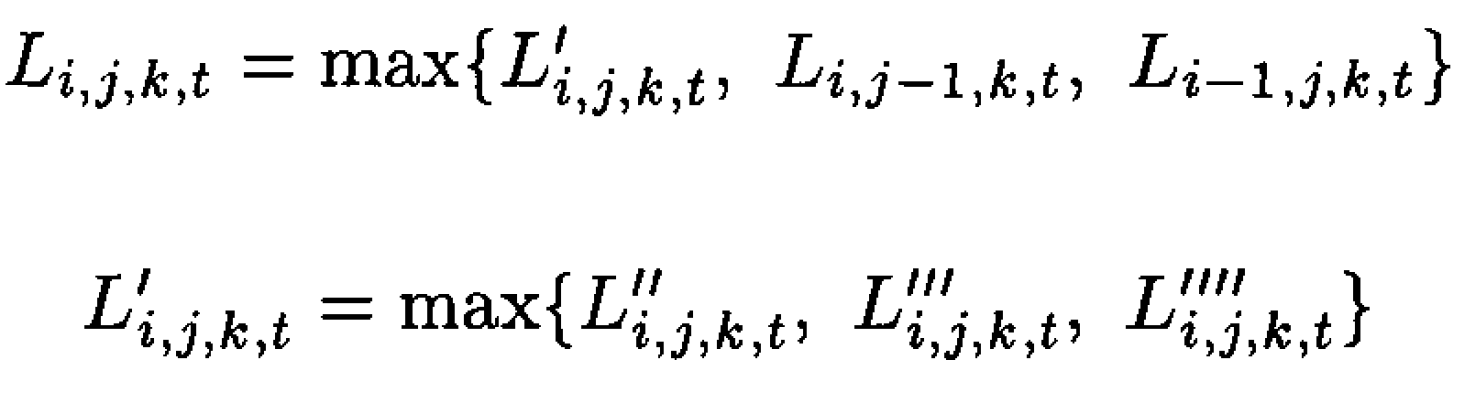 L_{i,j,k,t} = max{L'_{i,j,k,t}, L_{i,j−1,k,t}, L_{i−1,j,k,t}}
L'_{i,j,k,t} = max{L''_{i,j,k,t}, L'''_{i,j,k,t}, L''''_{i,j,k,t}}